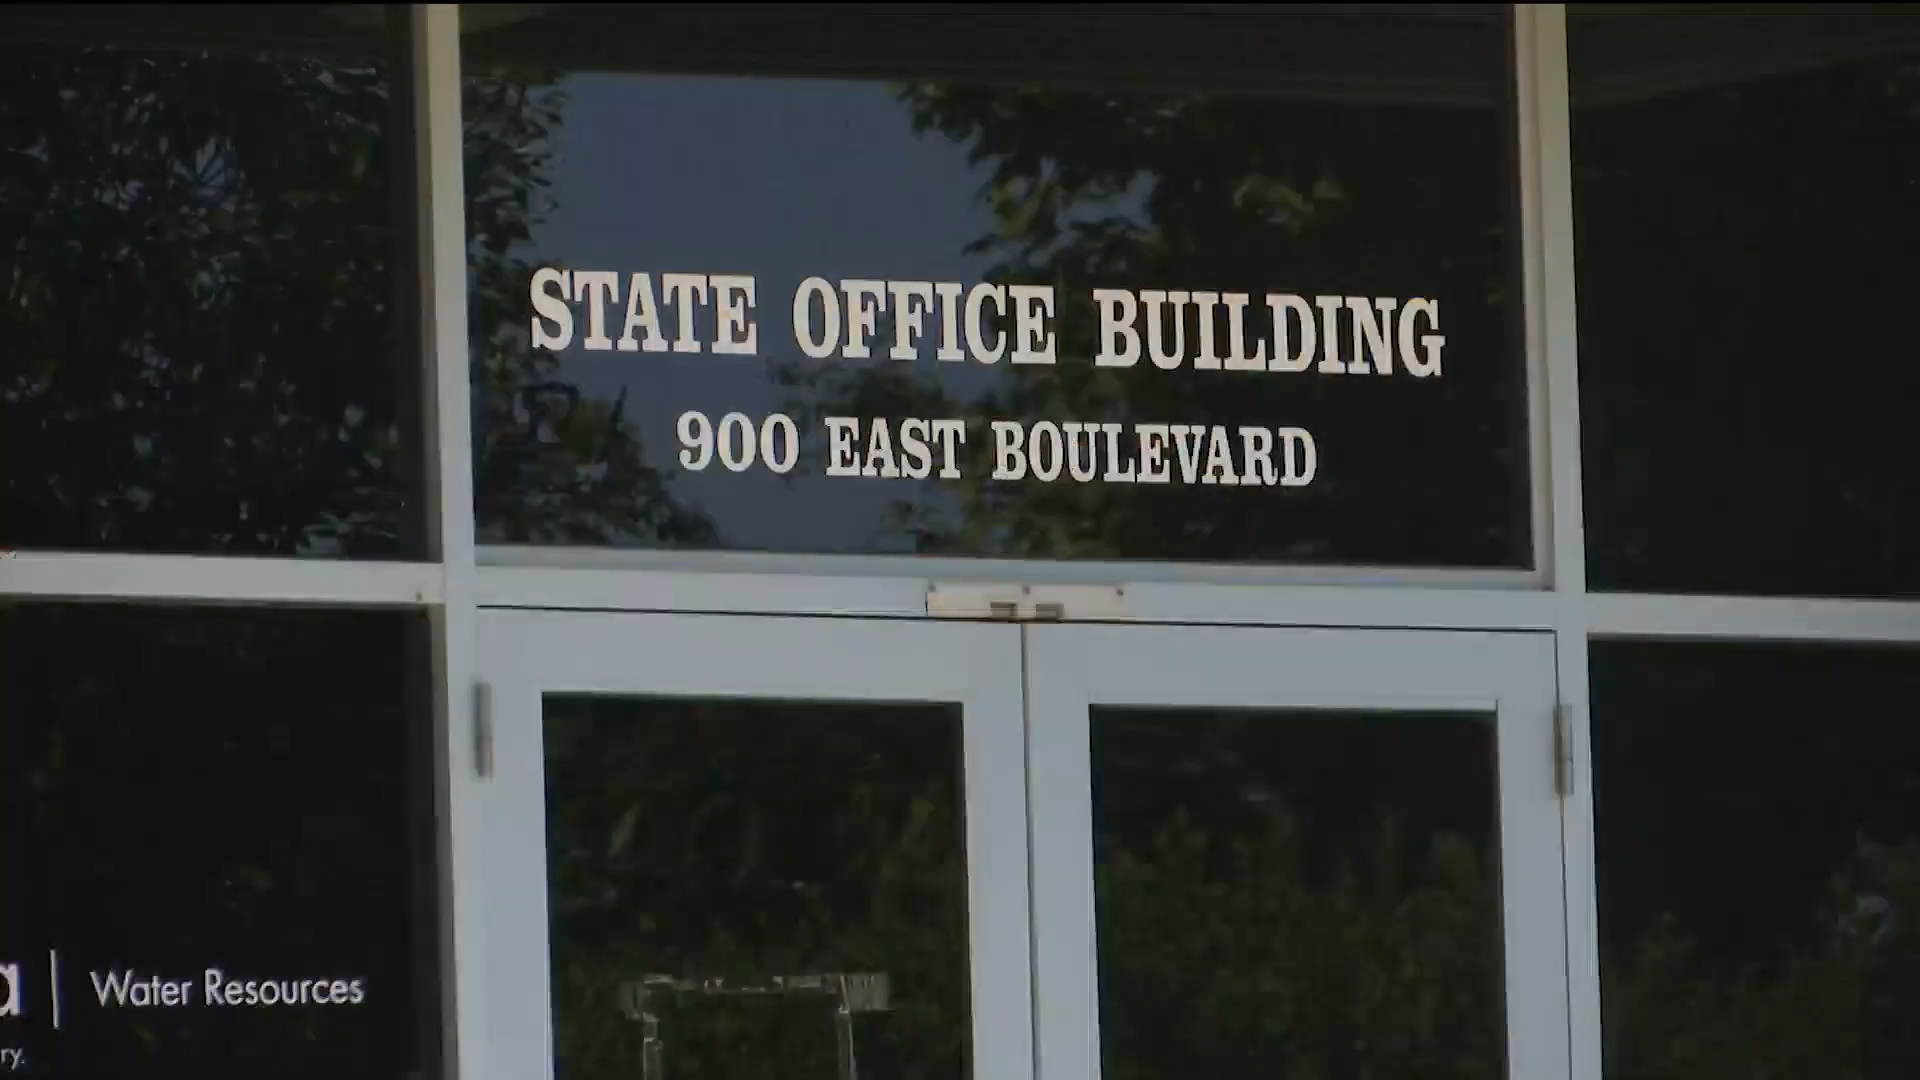 STATE OFFICE BUILDING
900 EAST BOULEVARD
Water Resources